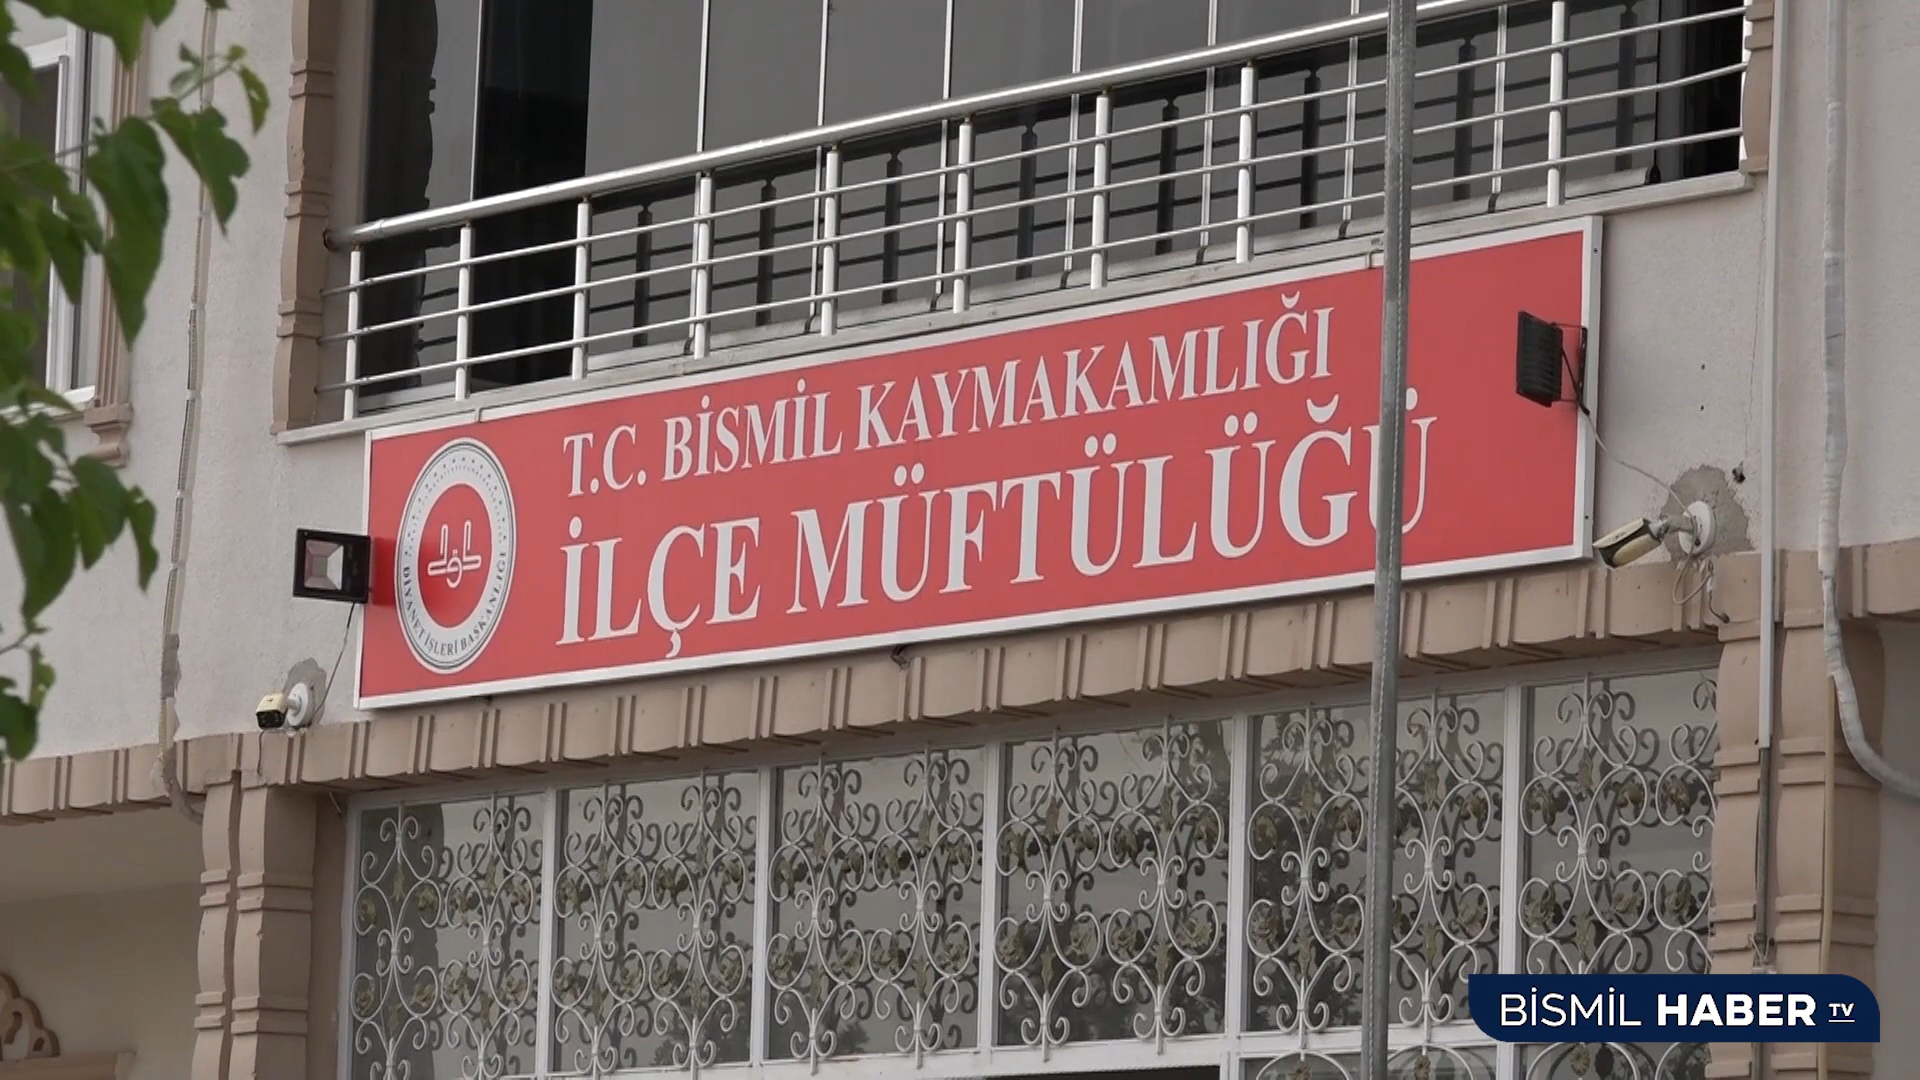 T.C. BİSMİL KAYMAKAMLIĞI
İLÇE MÜFTÜLÜĞÜ
DİYANET İŞLERİ BAŞKANLIĞI
BİSMİL HABER TV